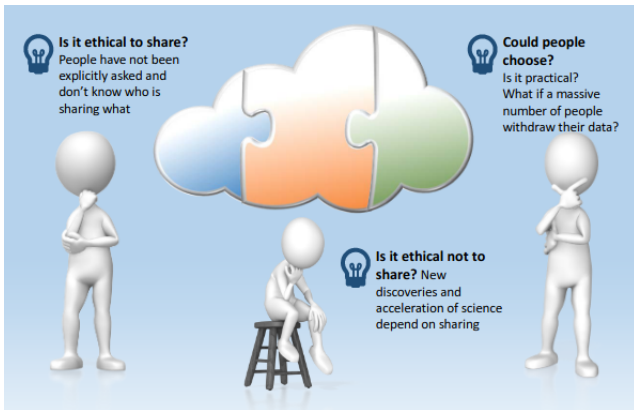 Is it ethical to share?
People have not been
explicitly asked and
don't know who is
sharing what
Could people
choose?
Is it practical?
What if a massive
number of people
withdraw their data?
Is it ethical not to
share? New
discoveries and
acceleration of science
depend on sharing